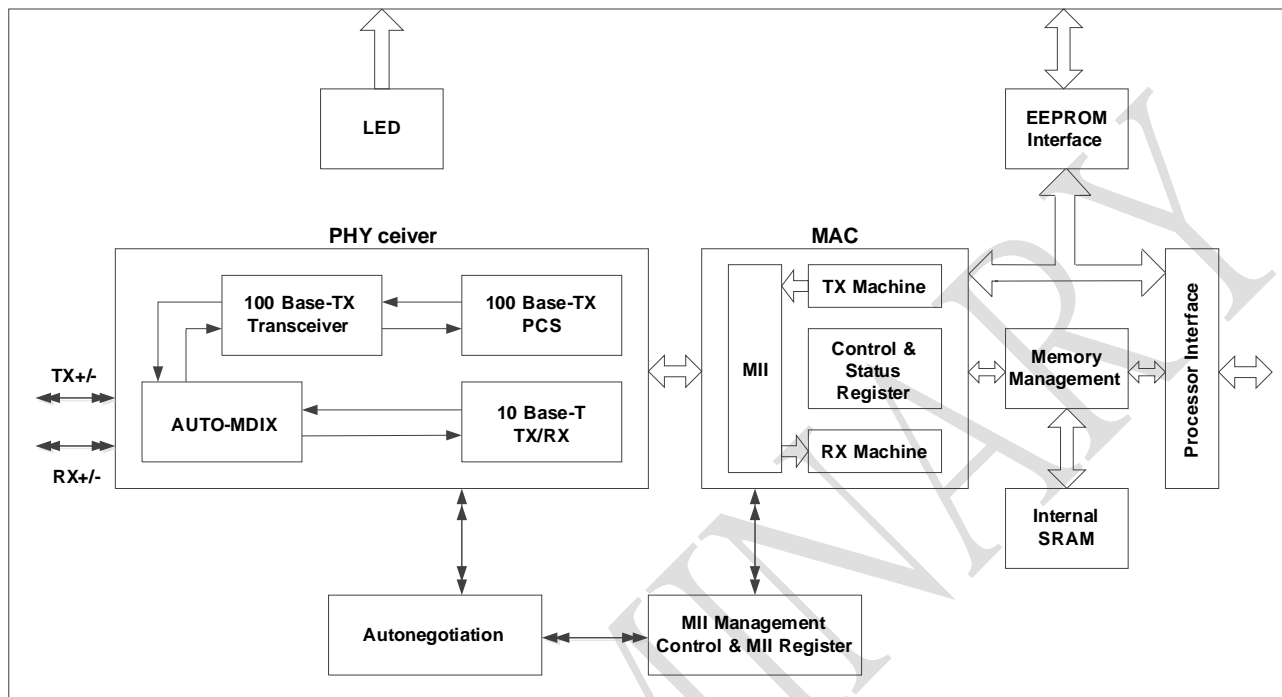 LED
EEPROM
Interface
PHY ceiver
MAC
100 Base-TX
Transceiver
100 Base-TX
PCS
TX+/-
RX+/-
AUTO-MDIX
10 Base-T
TX/RX
MII
TX Machine
Control &
Status
Register
RX Machine
Memory
Management
Processor Interface
Internal
SRAM
Autonegotiation
MII Management
Control & MII Register
MINARY